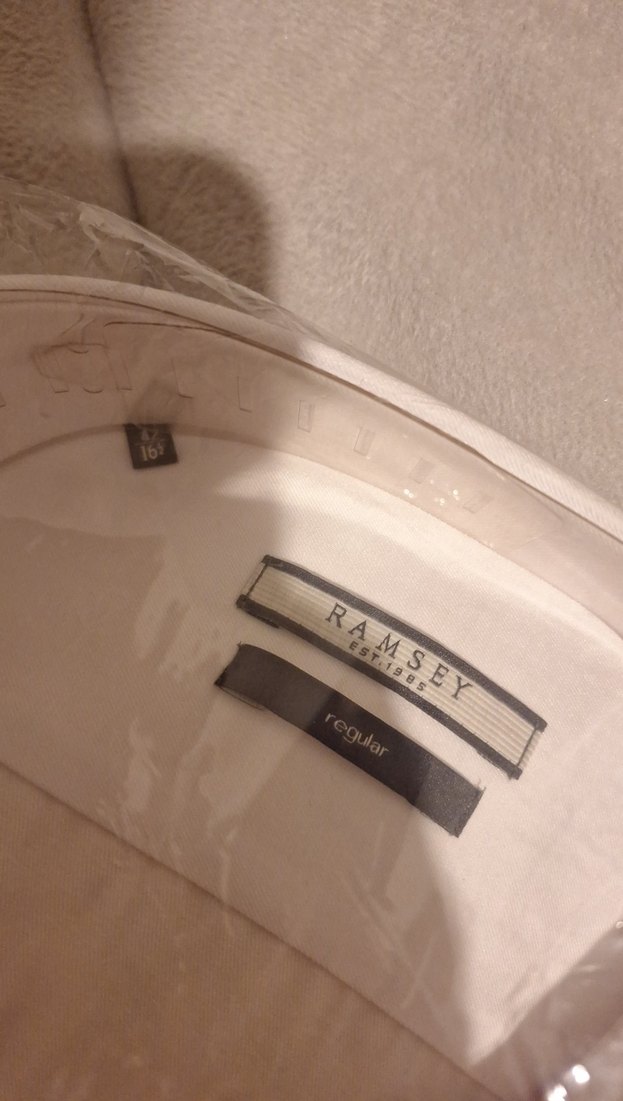 42
16½
RAMSEY
EST.1985
regular